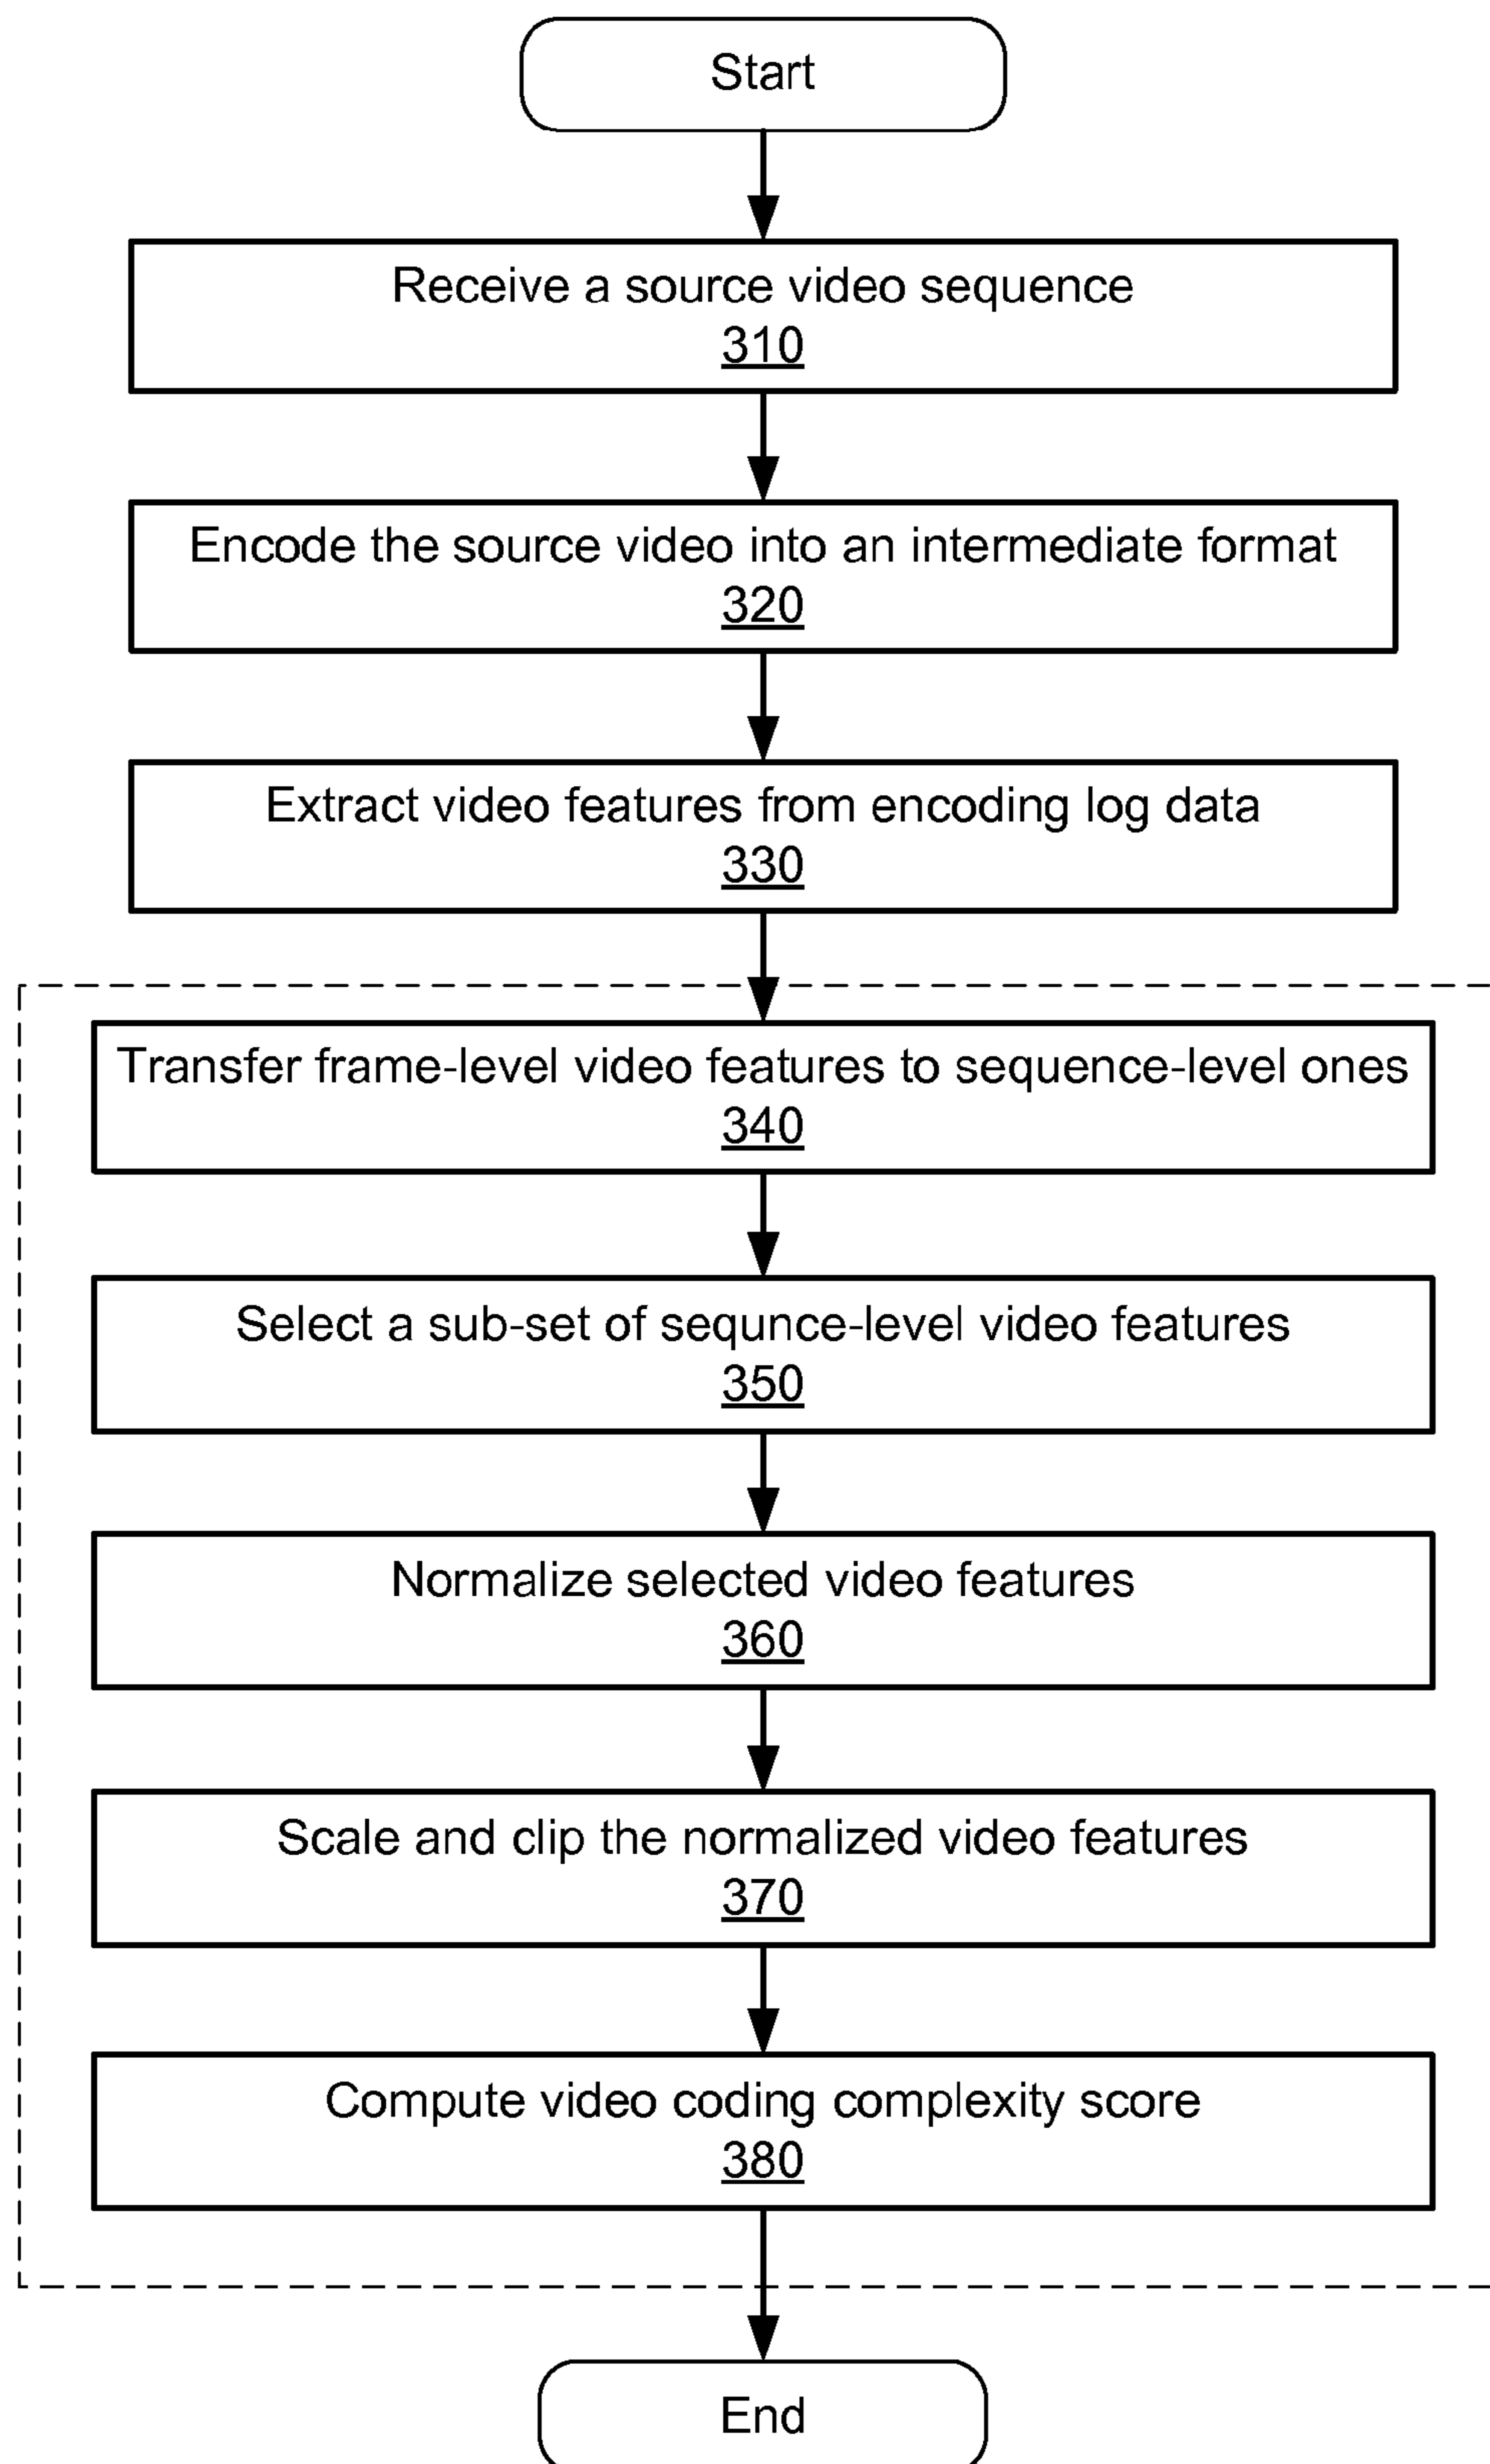 Start
Receive a source video sequence
310
Encode the source video into an intermediate format
320
Extract video features from encoding log data
330
Transfer frame-level video features to sequence-level ones
340
Select a sub-set of sequnce-level video features
350
Normalize selected video features
360
Scale and clip the normalized video features
370
Compute video coding complexity score
380
End